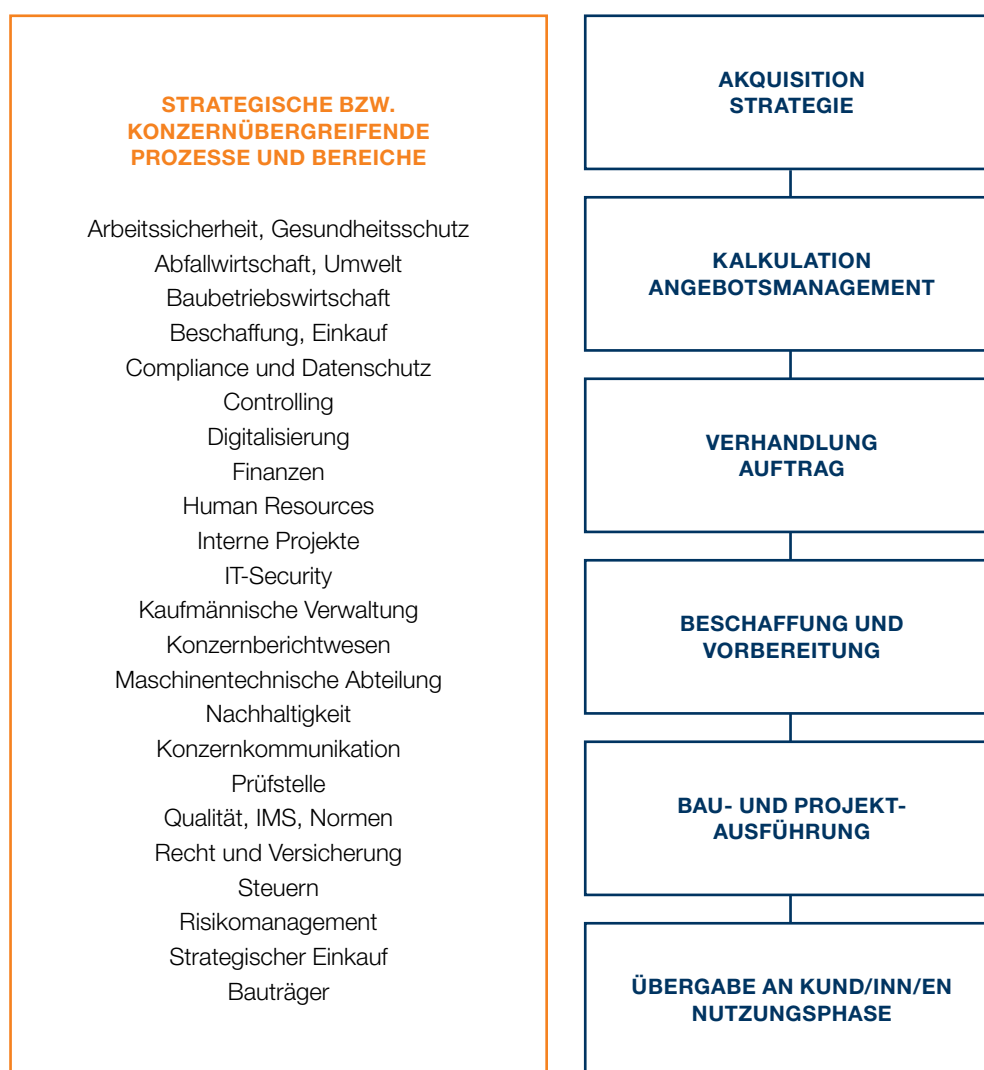 STRATEGISCHE BZW.
KONZERNÜBERGREIFENDE
PROZESSE UND BEREICHE
Arbeitssicherheit, Gesundheitsschutz
Abfallwirtschaft, Umwelt
Baubetriebswirtschaft
Beschaffung, Einkauf
Compliance und Datenschutz
Controlling
Digitalisierung
Finanzen
Human Resources
Interne Projekte
IT-Security
Kaufmännische Verwaltung
Konzernberichtwesen
Maschinentechnische Abteilung
Nachhaltigkeit
Konzernkommunikation
Prüfstelle
Qualität, IMS, Normen
Recht und Versicherung
Steuern
Risikomanagement
Strategischer Einkauf
Bauträger
AKQUISITION
STRATEGIE
KALKULATION
ANGEBOTSMANAGEMENT
VERHANDLUNG
AUFTRAG
BESCHAFFUNG UND
VORBEREITUNG
BAU- UND PROJEKT-
AUSFÜHRUNG
ÜBERGABE AN KUND/INN/EN
NUTZUNGSPHASE